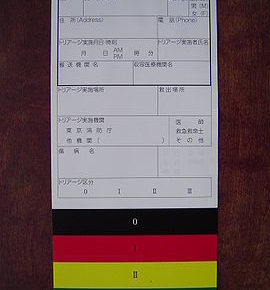 男(M)
女(F)
住 所(Address)
電 話(Phone)
トリアージ実施月日・時刻
トリアージ実施者氏名
月 日 AM PM 時 分
搬 送 機 関 名
収容医療機関名
トリアージ実施場所
救 出 場 所
トリアージ実施機関
医 師
東 京 消 防 庁
救急救命士
他 機 関 ( )
そ の 他
傷 病 名
トリアージ区分
0 I II III
0
I
II